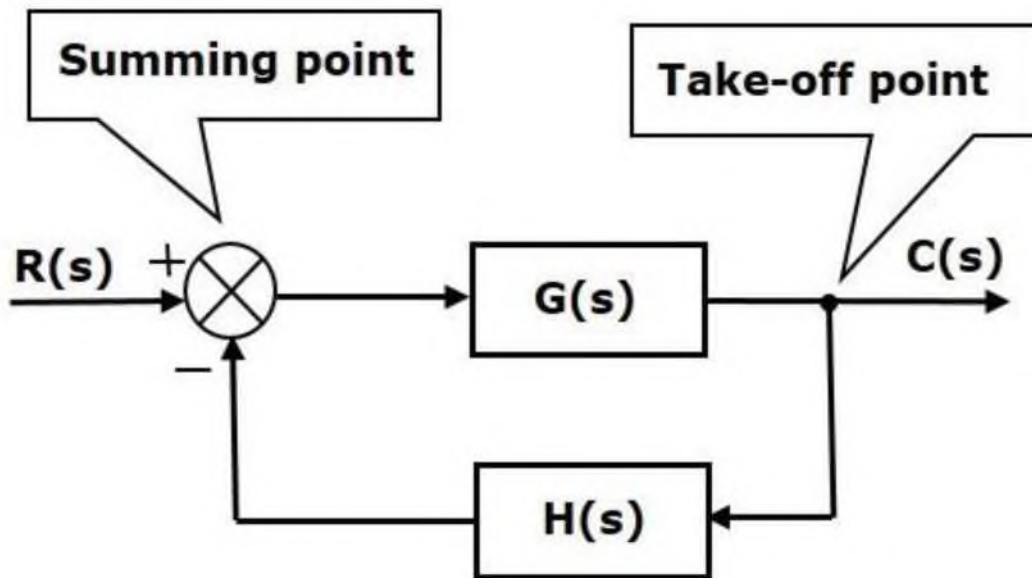 Summing point
Take-off point
R(s)
+
G(s)
C(s)
−
H(s)